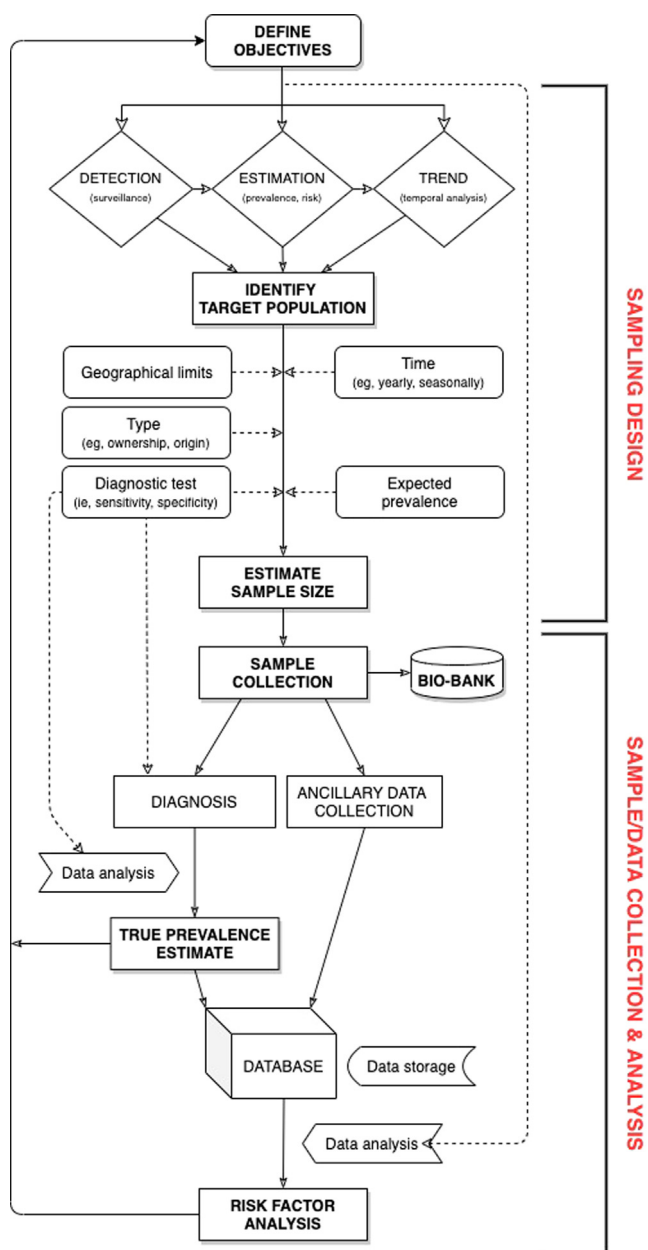 DEFINE
OBJECTIVES
DETECTION
(surveillance)
ESTIMATION
(prevalence, risk)
TREND
(temporal analysis)
IDENTIFY
TARGET POPULATION
Geographical limits
Time
(eg, yearly, seasonally)
Type
(eg, ownership, origin)
Diagnostic test
(ie, sensitivity, specificity)
Expected
prevalence
ESTIMATE
SAMPLE SIZE
SAMPLING DESIGN
SAMPLE
COLLECTION
BIO-BANK
DIAGNOSIS
ANCILLARY DATA
COLLECTION
Data analysis
TRUE PREVALENCE
ESTIMATE
DATABASE
Data storage
Data analysis
RISK FACTOR
ANALYSIS
SAMPLE/DATA COLLECTION & ANALYSIS